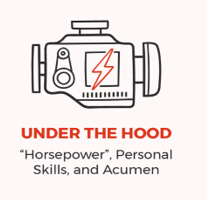 UNDER THE HOOD
“Horsepower”, Personal
Skills, and Acumen